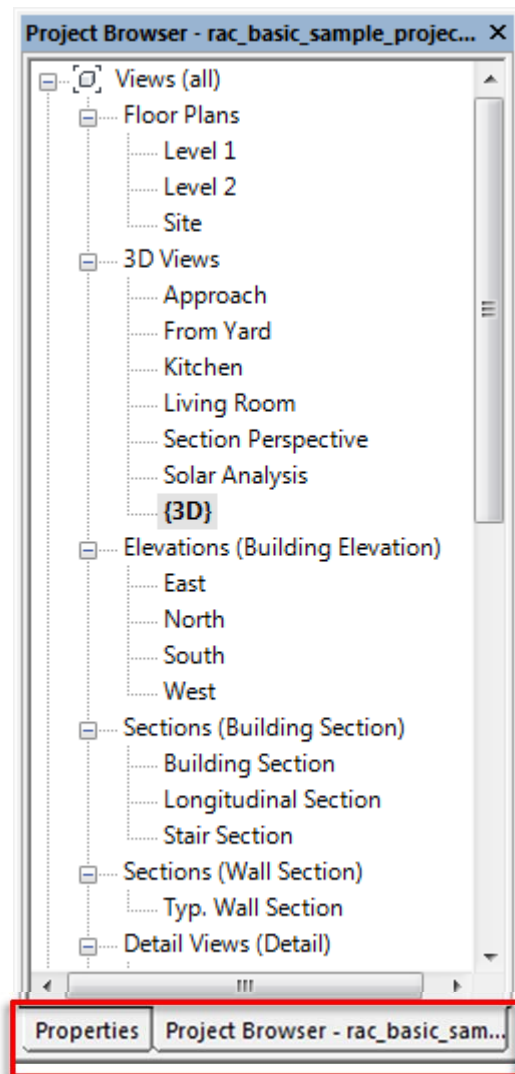 Project Browser - rac_basic_sample_projec...
Views (all)
Floor Plans
Level 1
Level 2
Site
3D Views
Approach
From Yard
Kitchen
Living Room
Section Perspective
Solar Analysis
{3D}
Elevations (Building Elevation)
East
North
South
West
Sections (Building Section)
Building Section
Longitudinal Section
Stair Section
Sections (Wall Section)
Typ. Wall Section
Detail Views (Detail)
Properties Project Browser - rac_basic_sam...